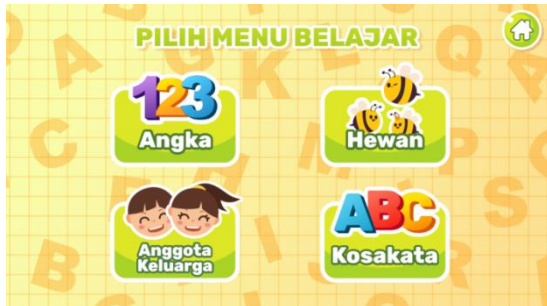 PILIH MENU BELAJAR
123
Angka
Hewan
Anggota
Keluarga
ABC
Kosakata